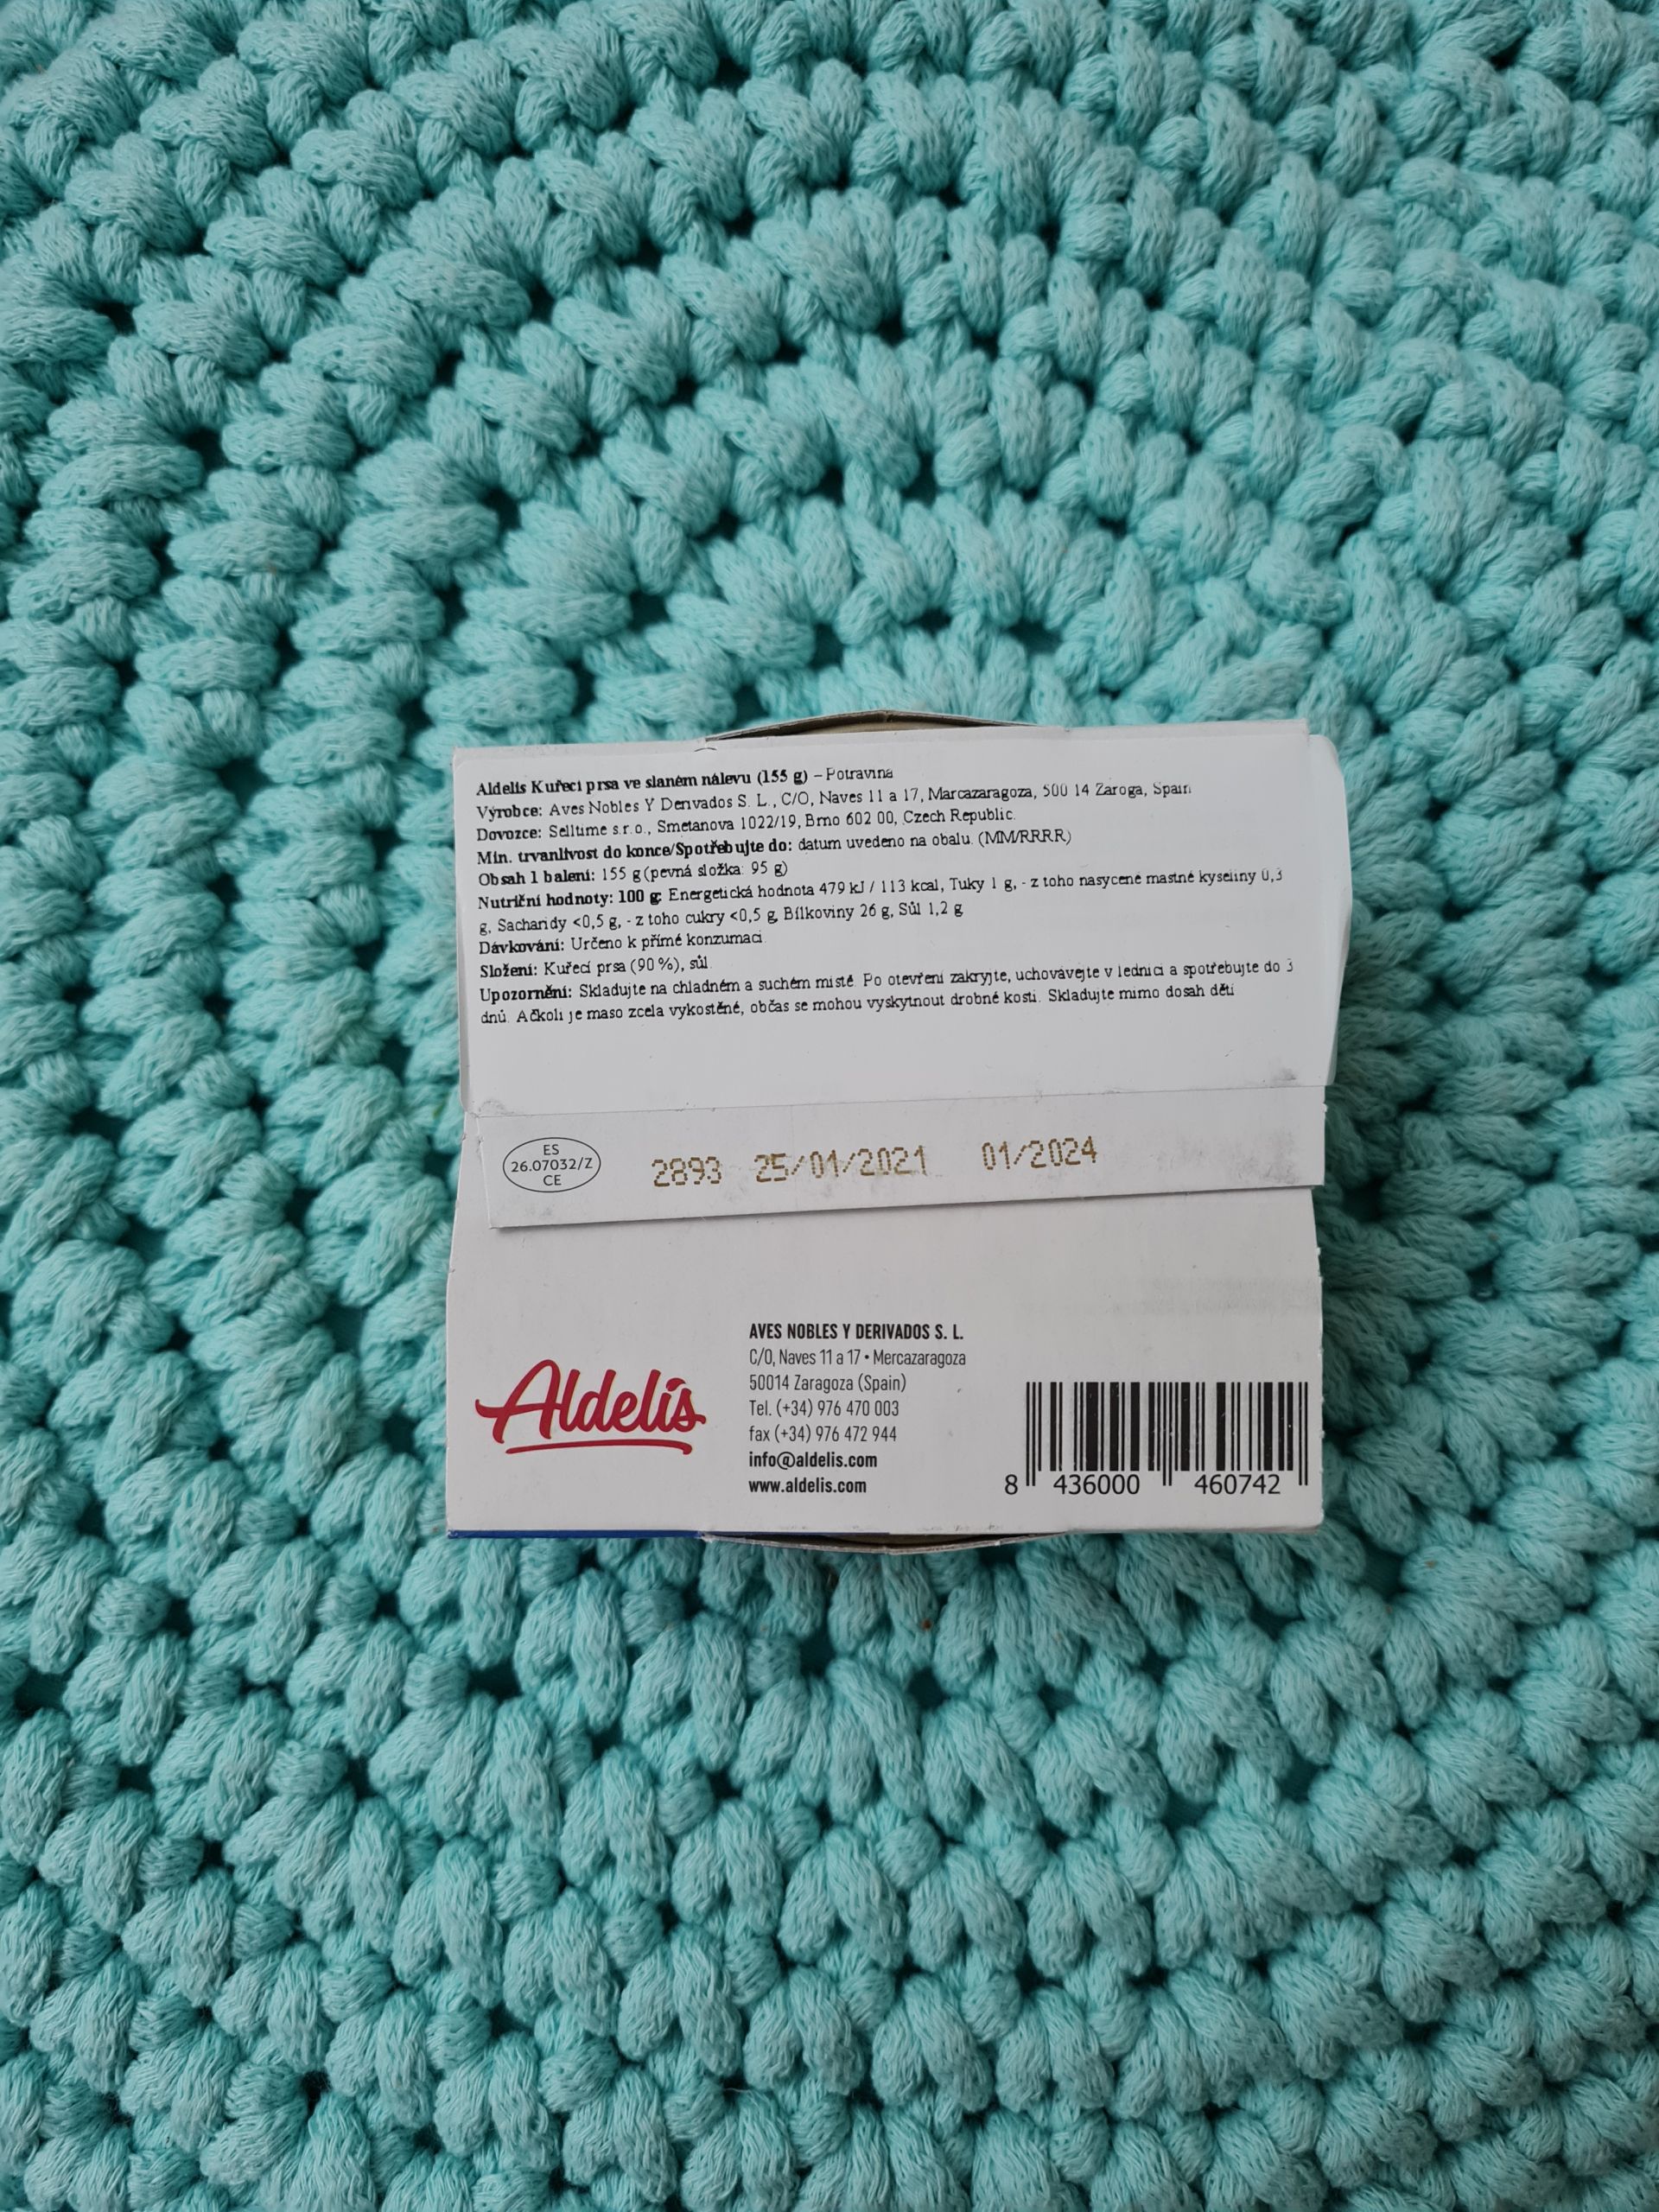 Aldelis Kuřecí prsa ve slaném nálevu (155 g) – Potravina
Výrobce: Aves Nobles Y Derivados S. L., C/O, Naves 11 a 17, Marcazaragoza, 500 14 Zaroga, Spain
Dovozce: Selltime s.r.o., Smetanova 1022/19, Brno 602 00, Czech Republic.
Min. trvanlivost do konce/Spotřebujte do: datum uvedeno na obalu. (MM/RRRR)
Obsah 1 balení: 155 g (pevná složka: 95 g)
Nutriční hodnoty: 100 g: Energetická hodnota 479 kJ / 113 kcal, Tuky 1 g, - z toho nasycené mastné kyseliny 0,3
g, Sacharidy <0,5 g, - z toho cukry <0,5 g, Bílkoviny 26 g, Sůl 1,2 g
Dávkování: Určeno k přímé konzumaci.
Složení: Kuřecí prsa (90 %), sůl.
Upozornění: Skladujte na chladném a suchém místě. Po otevření zakryjte, uchovávejte v lednici a spotřebujte do 3
dnů. Ačkoli je maso zcela vykostěné, občas se mohou vyskytnout drobné kosti. Skladujte mimo dosah dětí
ES
26.07032/Z
CE
2893 25/01/2021 01/2024
Aldelis
AVES NOBLES Y DERIVADOS S. L.
C/O, Naves 11 a 17 • Mercazaragoza
50014 Zaragoza (Spain)
Tel. (+34) 976 470 003
fax (+34) 976 472 944
info@aldelis.com
www.aldelis.com
8 436000 460742